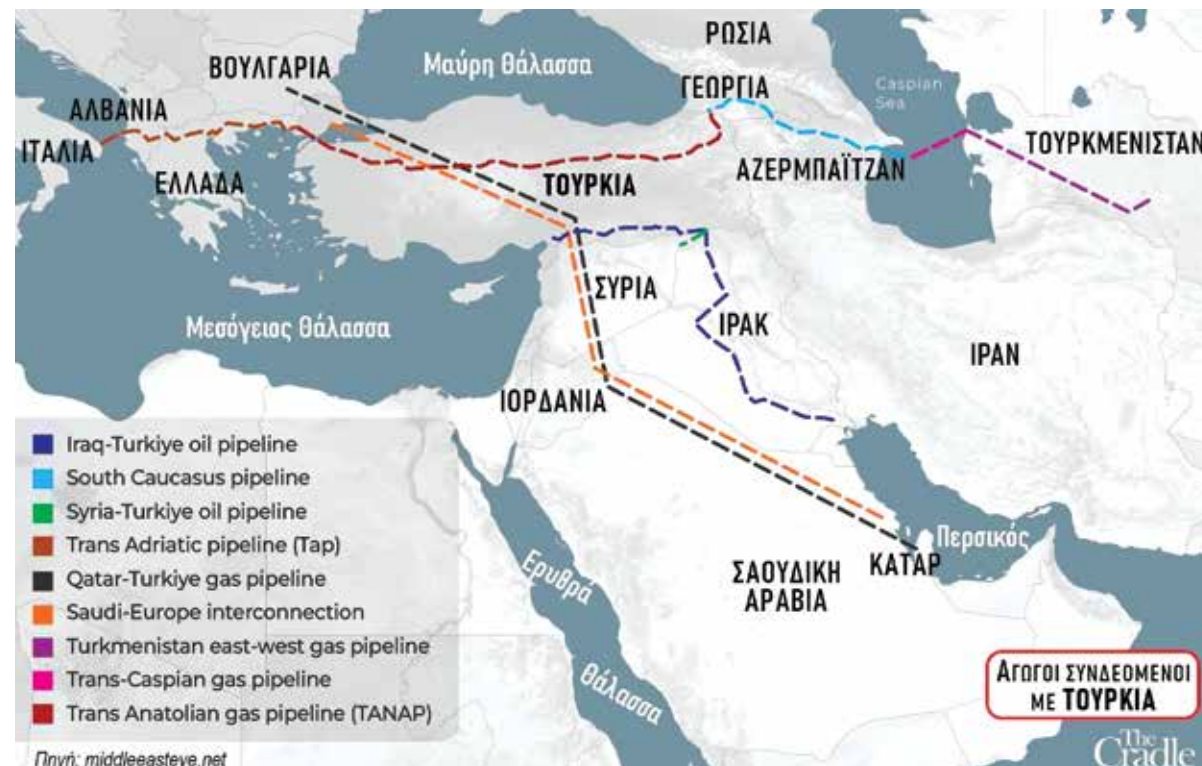 ΡΩΣΙΑ
ΒΟΥΛΓΑΡΙΑ
Μαύρη Θάλασσα
ΓΕΩΡΓΙΑ
Caspian
Sea
ΑΛΒΑΝΙΑ
ΙΤΑΛΙΑ
ΤΟΥΡΚΜΕΝΙΣΤΑΝ
ΑΖΕΡΜΠΑΪΤΖΑΝ
ΕΛΛΑΔΑ
ΤΟΥΡΚΙΑ
ΣΥΡΙΑ
Μεσόγειος Θάλασσα
ΙΡΑΚ
ΙΡΑΝ
ΙΟΡΔΑΝΙΑ
Iraq-Turkiye oil pipeline
South Caucasus pipeline
Syria-Turkiye oil pipeline
Trans Adriatic pipeline (Tap)
Qatar-Turkiye gas pipeline
Saudi-Europe interconnection
Turkmenistan east-west gas pipeline
Trans-Caspian gas pipeline
Trans Anatolian gas pipeline (TANAP)
Περσικός
ΚΑΤΑΡ
ΣΑΟΥΔΙΚΗ
ΑΡΑΒΙΑ
Ερυθρά
Θάλασσα
ΑΓΩΓΟΙ ΣΥΝΔΕΟΜΕΝΟΙ
ΜΕ ΤΟΥΡΚΙΑ
The
Cradle
Πηγή: middleeasteye.net